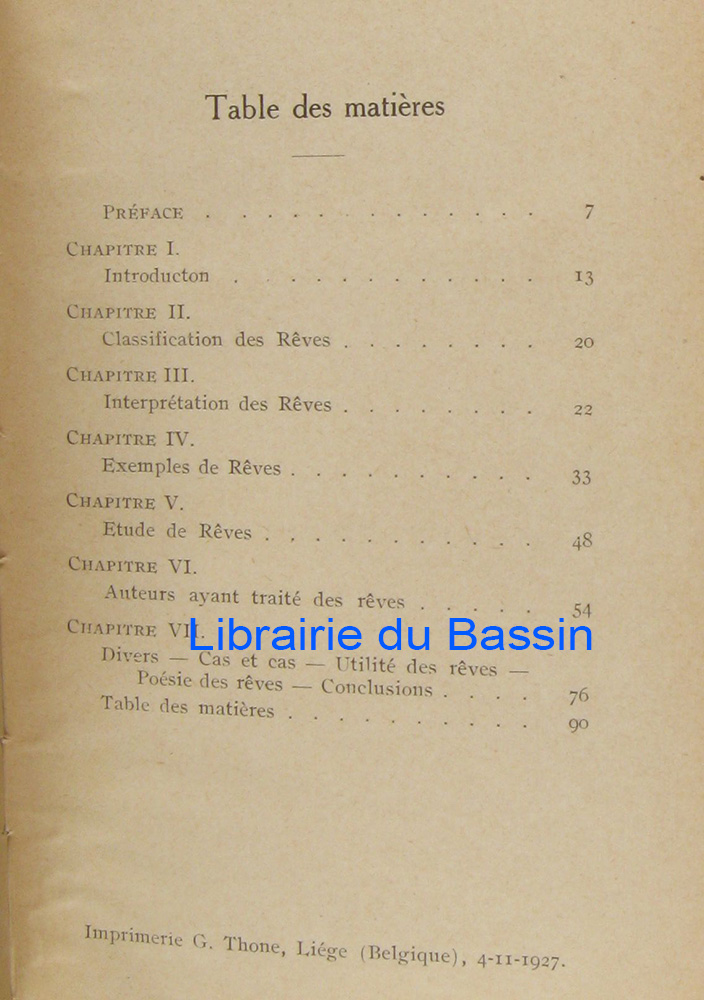 Table des matières
PRÉFACE . . . . . . . . . . . . . 7
CHAPITRE I.
Introducton . . . . . . . . . . . . 13
CHAPITRE II.
Classification des Rêves . . . . . . . . 20
CHAPITRE III.
Interprétation des Rêves . . . . . . . . 22
CHAPITRE IV.
Exemples de Rêves . . . . . . . . . . 33
CHAPITRE V.
Etude de Rêves . . . . . . . . . . . 48
CHAPITRE VI.
Auteurs ayant traité des rêves . . . . . 54
CHAPITRE VII.
Librairie du Bassin
Divers — Cas et cas — Utilité des rêves —
Poésie des rêves — Conclusions . . . . 76
Table des matières . . . . . . . . . . 90
Imprimerie G. Thone, Liége (Belgique), 4-11-1927.